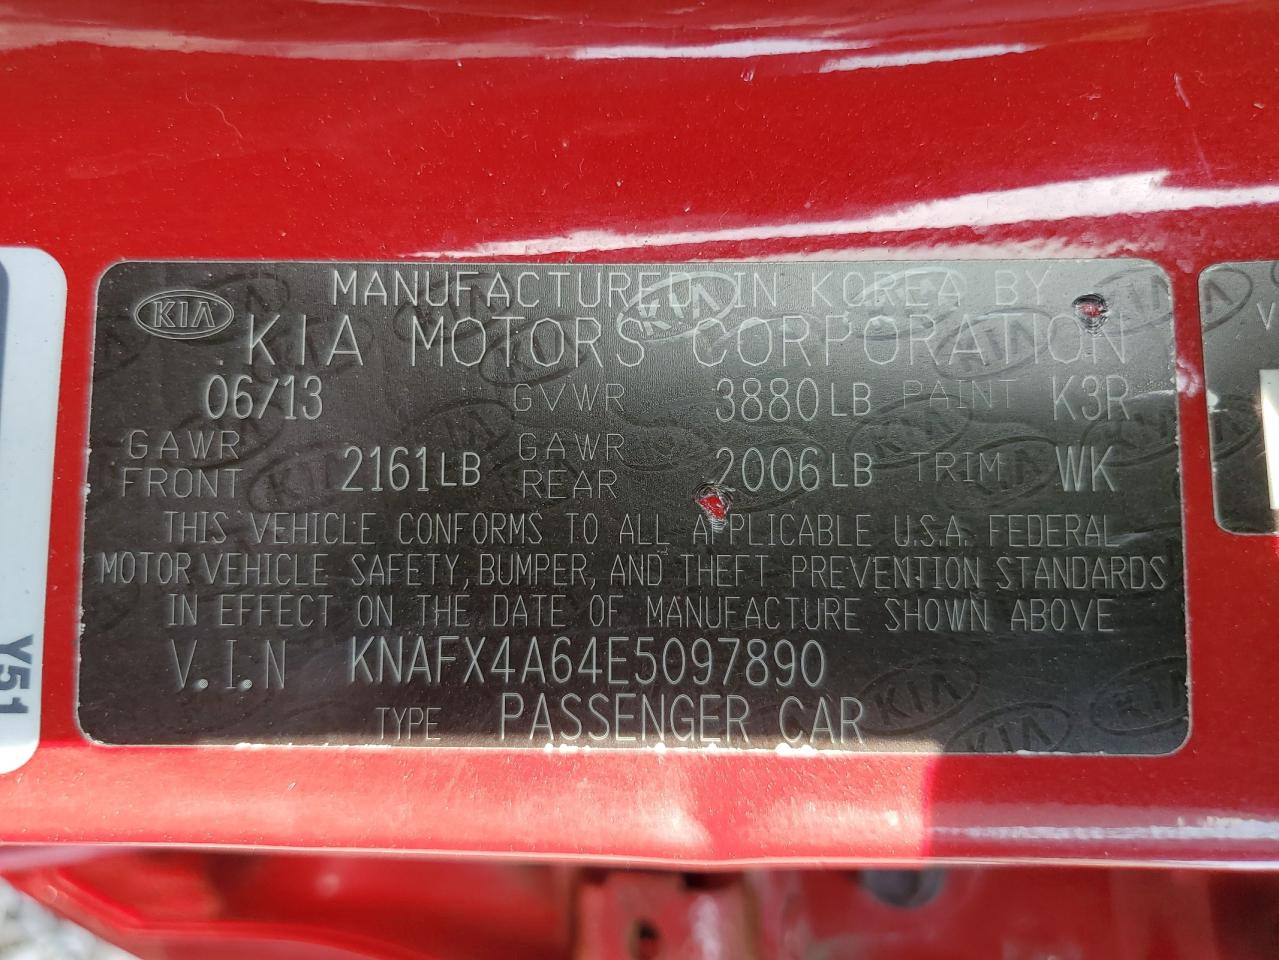 MANUFACTURED IN KOREA BY
KIA
KIA MOTORS CORPORATION
06/13 GVWR 3880LB PAINT K3R
GAWR FRONT 2161LB GAWR REAR 2006LB TRIM WK
THIS VEHICLE CONFORMS TO ALL APPLICABLE U.S.A. FEDERAL
MOTOR VEHICLE SAFETY, BUMPER, AND THEFT PREVENTION STANDARDS
IN EFFECT ON THE DATE OF MANUFACTURE SHOWN ABOVE
V.I.N KNAFX4A64E5097890
TYPE PASSENGER CAR
Y51
V